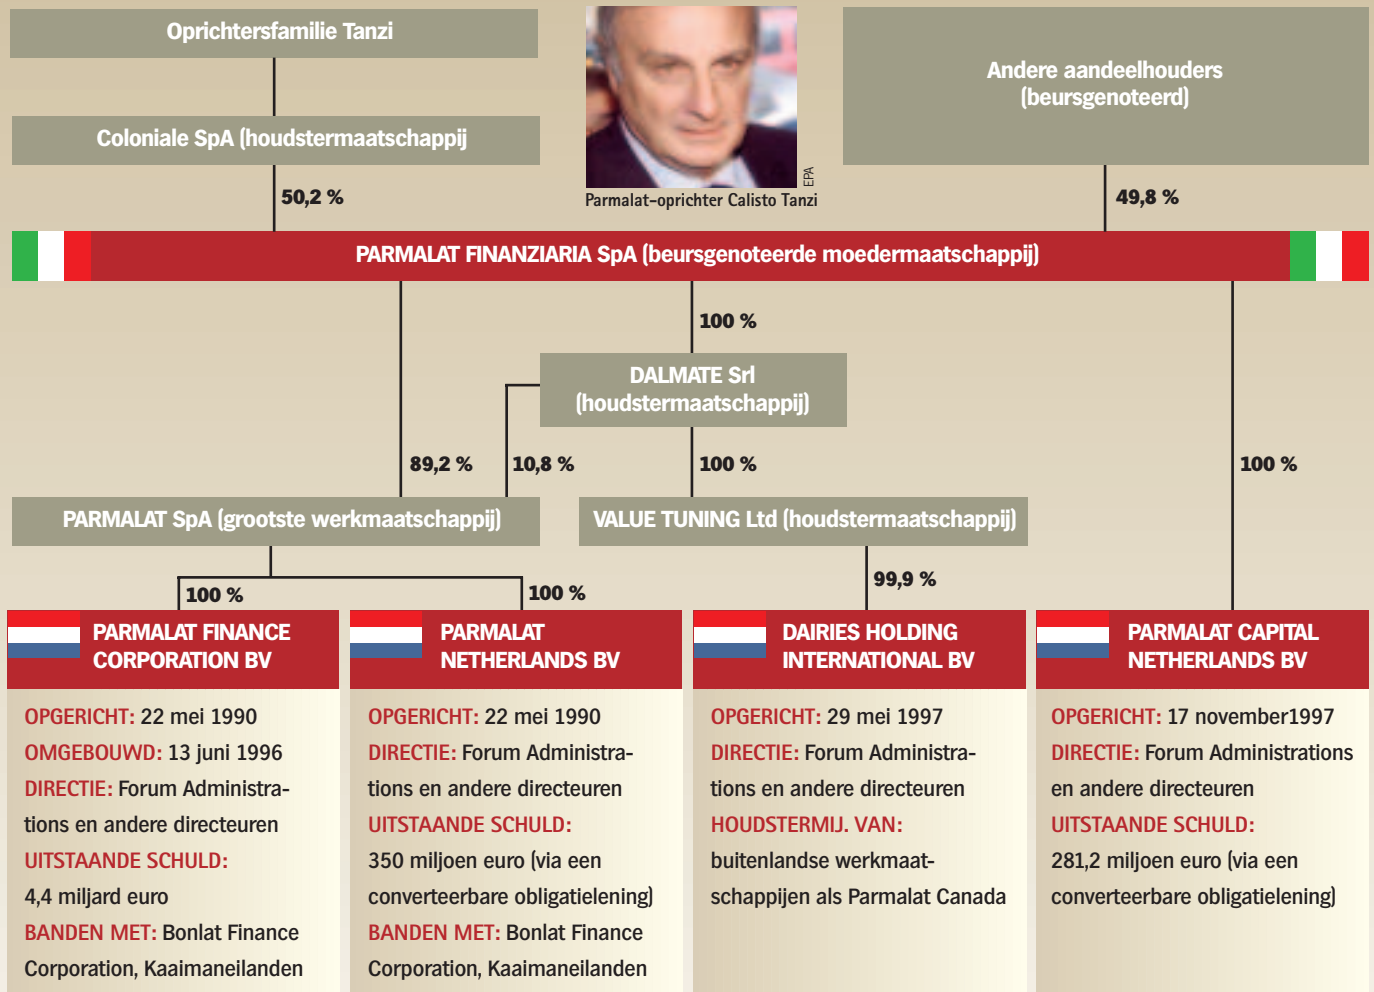 Oprichtersfamilie Tanzi
Coloniale SpA (houdstermaatschappij
50,2 %
EPA
Parmalat-oprichter Calisto Tanzi
Andere aandeelhouders
(beursgenoteerd)
49,8 %
PARMALAT FINANZIARIA SpA (beursgenoteerde moedermaatschappij)
100 %
DALMATE Srl
(houdstermaatschappij)
89,2 %
10,8 %
100 %
100 %
PARMALAT SpA (grootste werkmaatschappij)
VALUE TUNING Ltd (houdstermaatschappij)
100 %
100 %
99,9 %
PARMALAT FINANCE
CORPORATION BV
OPGERICHT: 22 mei 1990
OMGEBOUWD: 13 juni 1996
DIRECTIE: Forum Administra-
tions en andere directeuren
UITSTAANDE SCHULD:
4,4 miljard euro
BANDEN MET: Bonlat Finance
Corporation, Kaaimaneilanden
PARMALAT
NETHERLANDS BV
OPGERICHT: 22 mei 1990
DIRECTIE: Forum Administra-
tions en andere directeuren
UITSTAANDE SCHULD:
350 miljoen euro (via een
converteerbare obligatielening)
BANDEN MET: Bonlat Finance
Corporation, Kaaimaneilanden
DAIRIES HOLDING
INTERNATIONAL BV
OPGERICHT: 29 mei 1997
DIRECTIE: Forum Administra-
tions en andere directeuren
HOUDSTERMIJ. VAN:
buitenlandse werkmaat-
schappijen als Parmalat Canada
PARMALAT CAPITAL
NETHERLANDS BV
OPGERICHT: 17 november1997
DIRECTIE: Forum Administrations
en andere directeuren
UITSTAANDE SCHULD:
281,2 miljoen euro (via een
converteerbare obligatielening)